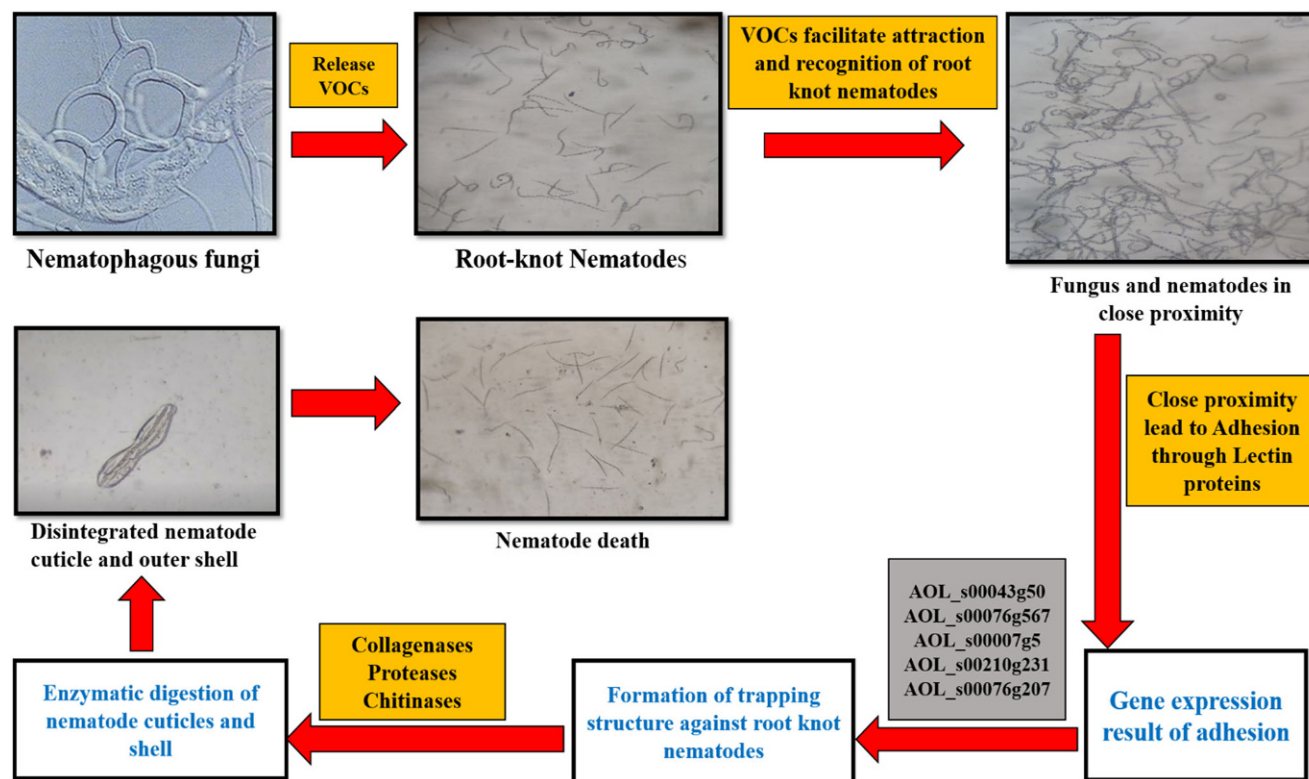 Release
VOCs
VOCs facilitate attraction
and recognition of root
knot nematodes
Nematophagous fungi
Root-knot Nematodes
Fungus and nematodes in
close proximity
Close proximity
lead to Adhesion
through Lectin
proteins
Gene expression
result of adhesion
AOL_s00043g50
AOL_s00076g567
AOL_s00007g5
AOL_s00210g231
AOL_s00076g207
Formation of trapping
structure against root knot
nematodes
Collagenases
Proteases
Chitinases
Enzymatic digestion of
nematode cuticles and
shell
Disintegrated nematode
cuticle and outer shell
Nematode death